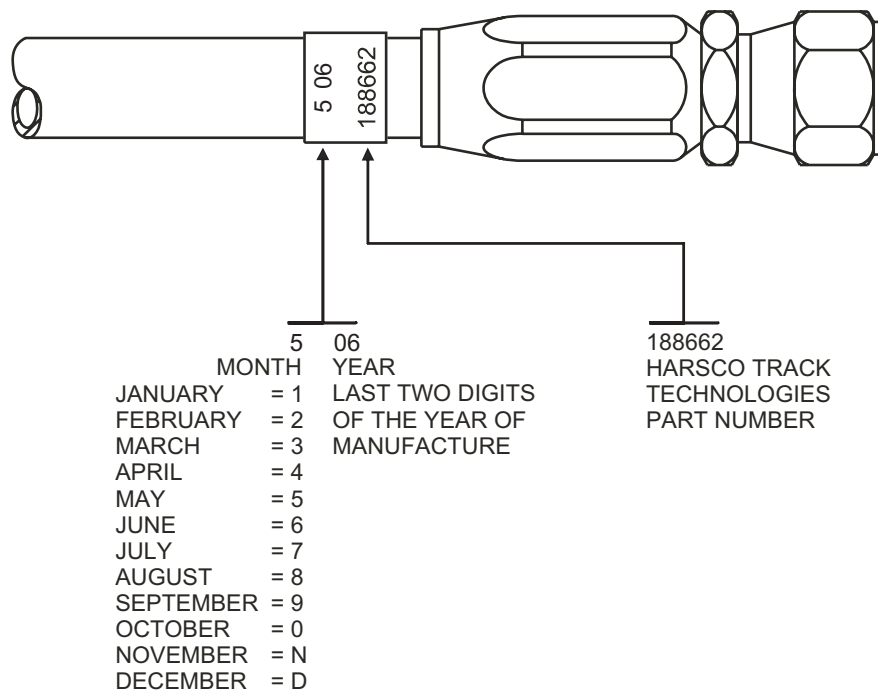 5 06
188662
5 06
MONTH YEAR
JANUARY = 1 LAST TWO DIGITS
FEBRUARY = 2 OF THE YEAR OF
MARCH = 3 MANUFACTURE
APRIL = 4
MAY = 5
JUNE = 6
JULY = 7
AUGUST = 8
SEPTEMBER = 9
OCTOBER = 0
NOVEMBER = N
DECEMBER = D
188662
HARSCO TRACK
TECHNOLOGIES
PART NUMBER